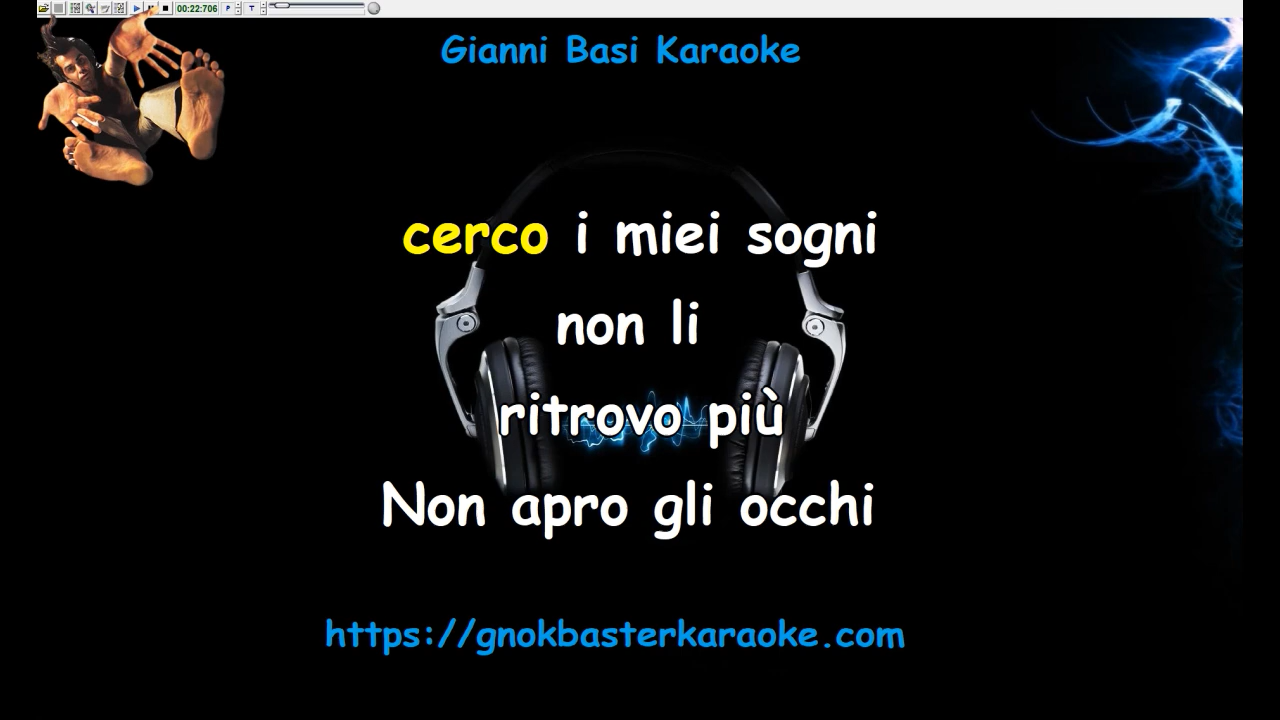 00:22:706 P T
Gianni Basi Karaoke
cerco i miei sogni
non li
ritrovo più
Non apro gli occhi
https://gnokbasterkaraoke.com